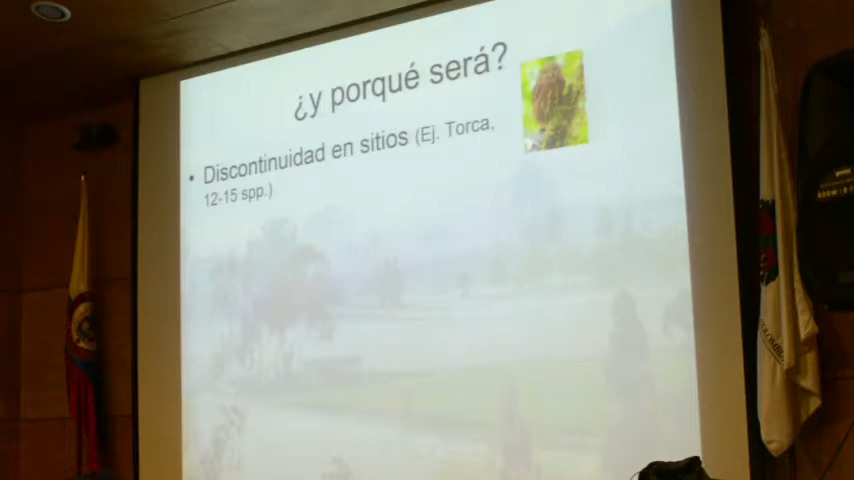 ¿y porqué será?
• Discontinuidad en sitios (Ej. Torca,
12-15 spp.)